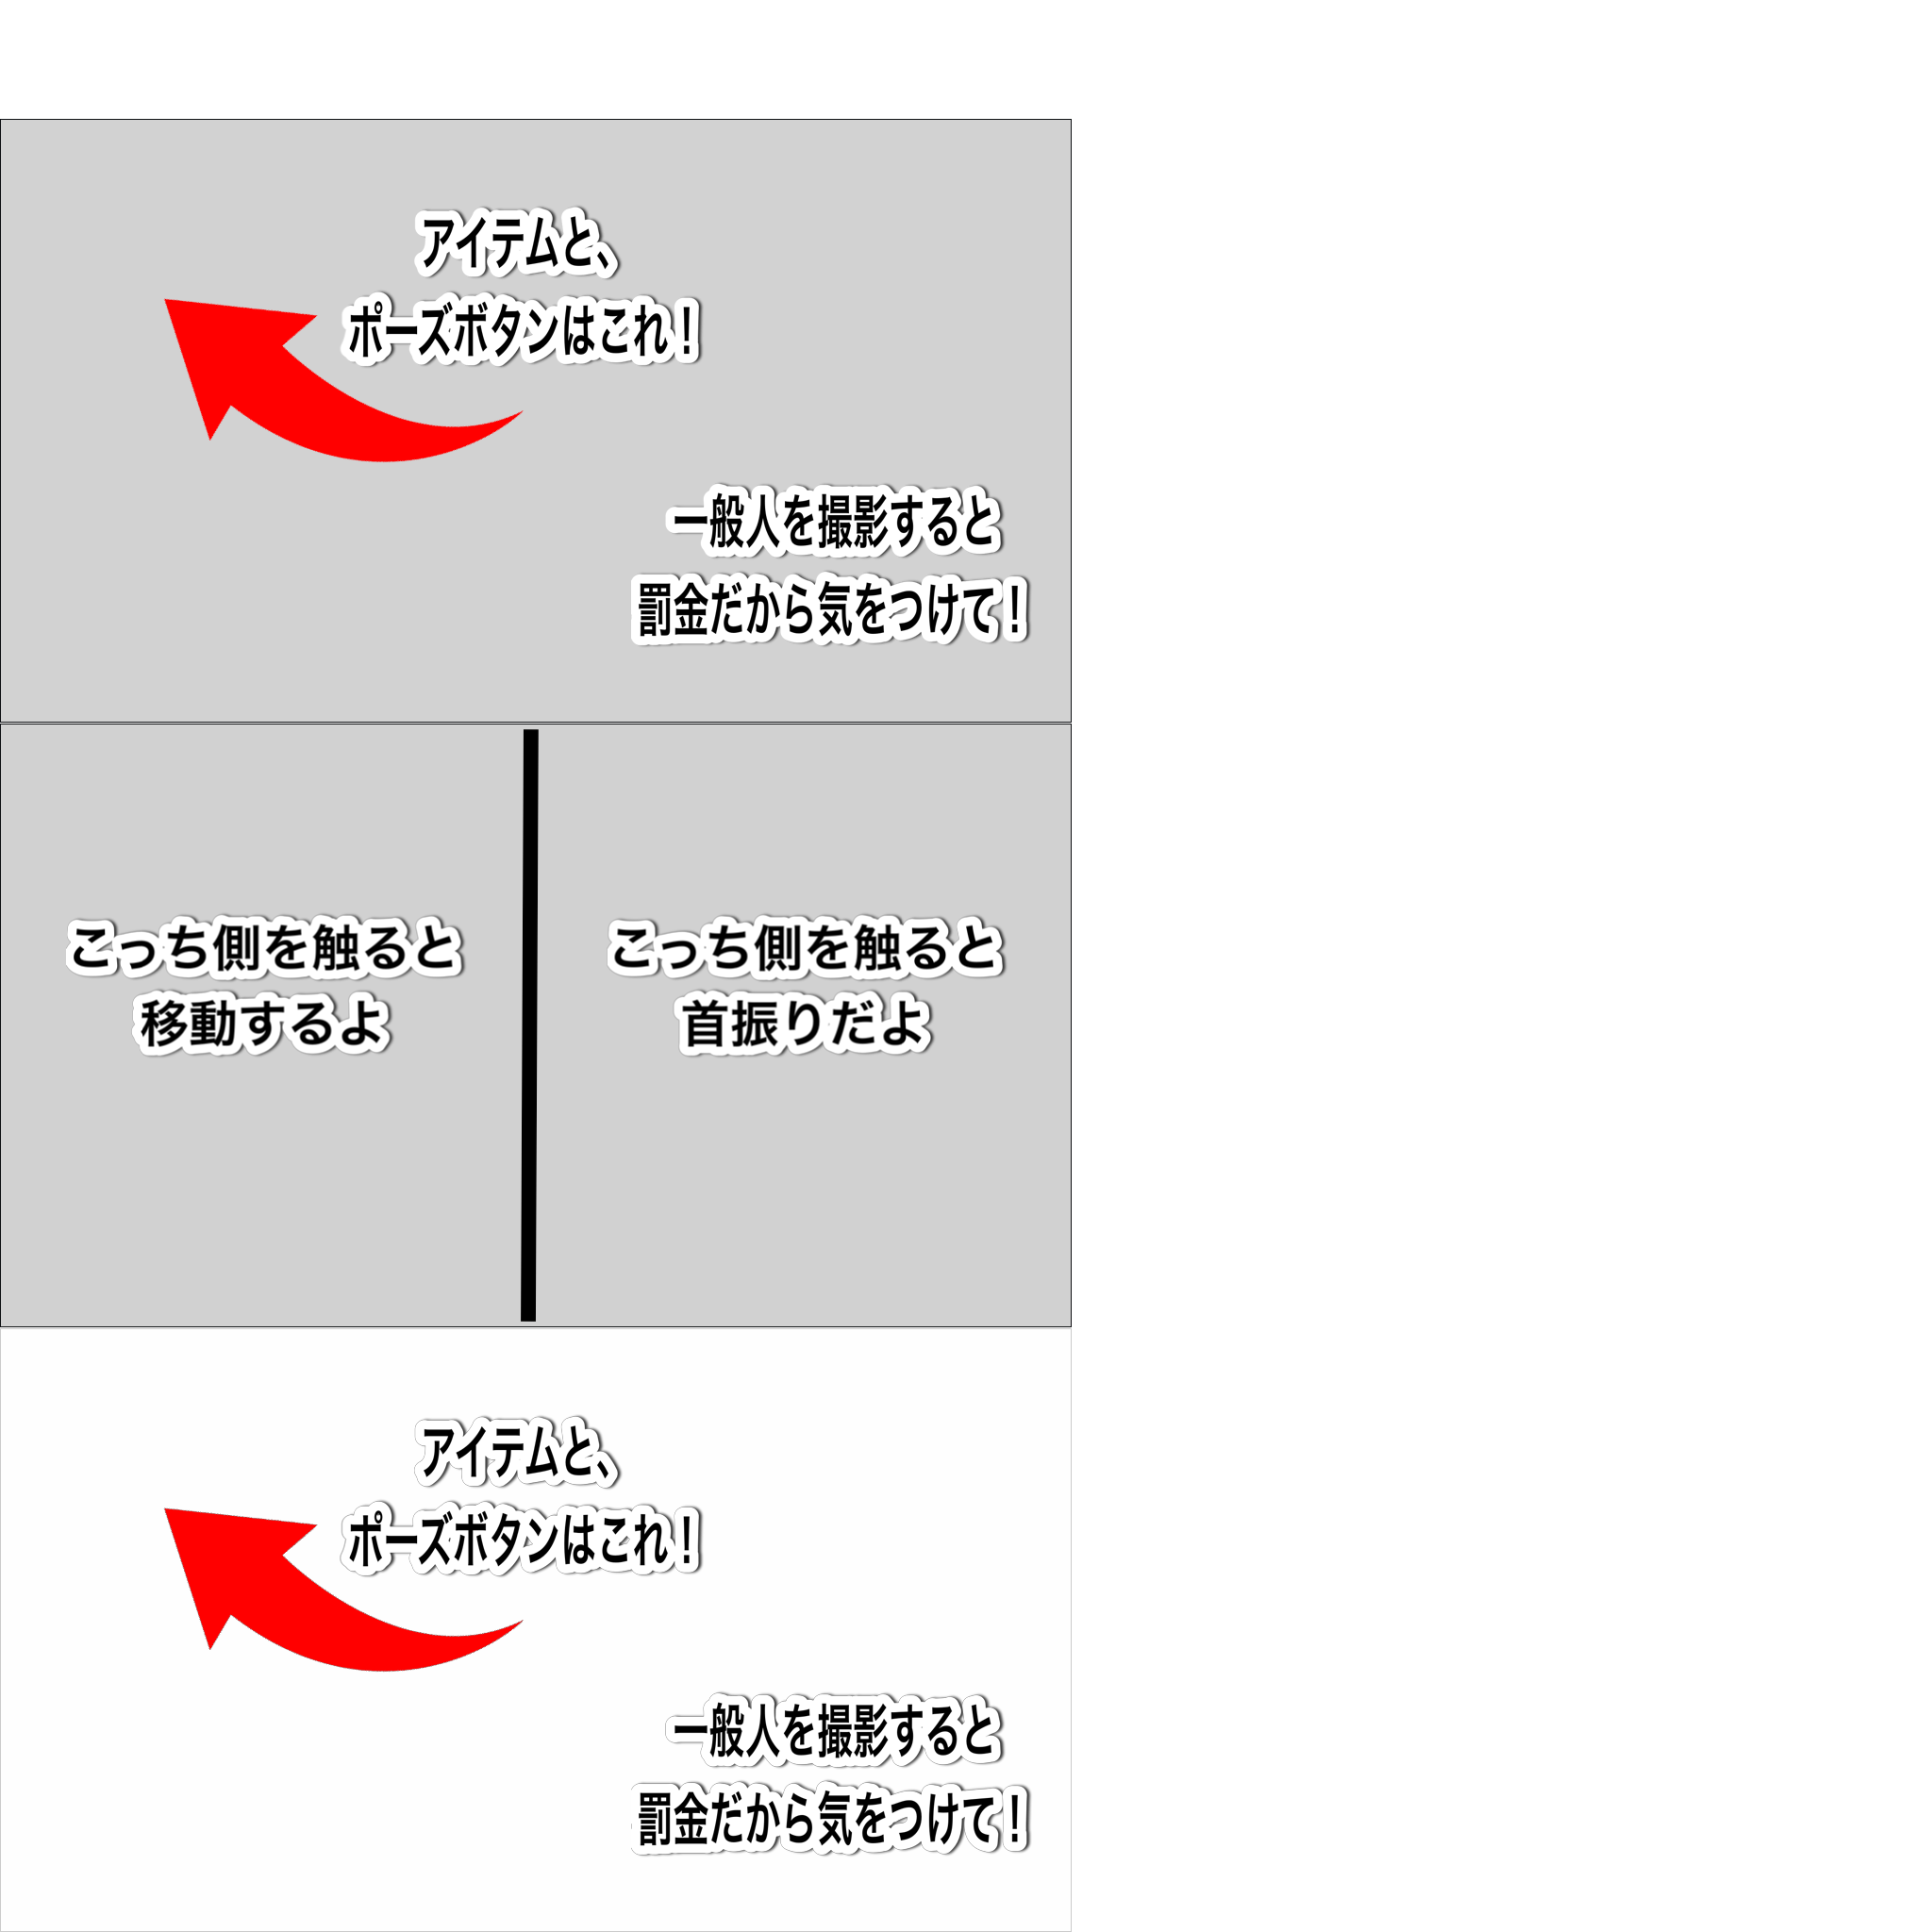 アイテムと、
ポーズボタンはこれ！
一般人を撮影すると
罰金だから気をつけて！
こっち側を触ると
移動するよ
こっち側を触ると
首振りだよ
アイテムと、
ポーズボタンはこれ！
一般人を撮影すると
罰金だから気をつけて！